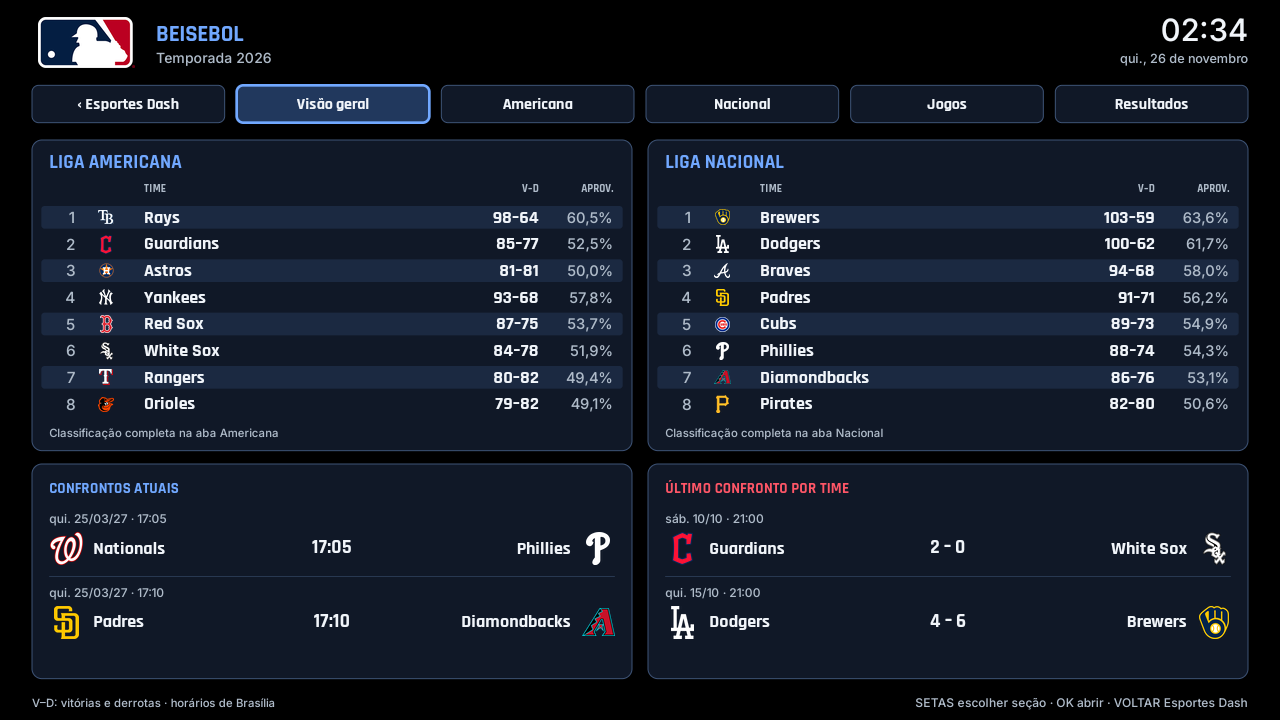 BEISEBOL
Temporada 2026
02:34
qui., 26 de novembro
‹ Esportes Dash
Visão geral
Americana
Nacional
Jogos
Resultados
LIGA AMERICANA
TIME V–D APROV.
1 Rays 98–64 60,5%
2 Guardians 85–77 52,5%
3 Astros 81–81 50,0%
4 Yankees 93–68 57,8%
5 Red Sox 87–75 53,7%
6 White Sox 84–78 51,9%
7 Rangers 80–82 49,4%
8 Orioles 79–82 49,1%
Classificação completa na aba Americana
LIGA NACIONAL
TIME V–D APROV.
1 Brewers 103–59 63,6%
2 Dodgers 100–62 61,7%
3 Braves 94–68 58,0%
4 Padres 91–71 56,2%
5 Cubs 89–73 54,9%
6 Phillies 88–74 54,3%
7 Diamondbacks 86–76 53,1%
8 Pirates 82–80 50,6%
Classificação completa na aba Nacional
CONFRONTOS ATUAIS
qui. 25/03/27 · 17:05
Nationals 17:05 Phillies
qui. 25/03/27 · 17:10
Padres 17:10 Diamondbacks
ÚLTIMO CONFRONTO POR TIME
sáb. 10/10 · 21:00
Guardians 2 – 0 White Sox
qui. 15/10 · 21:00
Dodgers 4 – 6 Brewers
V–D: vitórias e derrotas · horários de Brasília
SETAS escolher seção · OK abrir · VOLTAR Esportes Dash